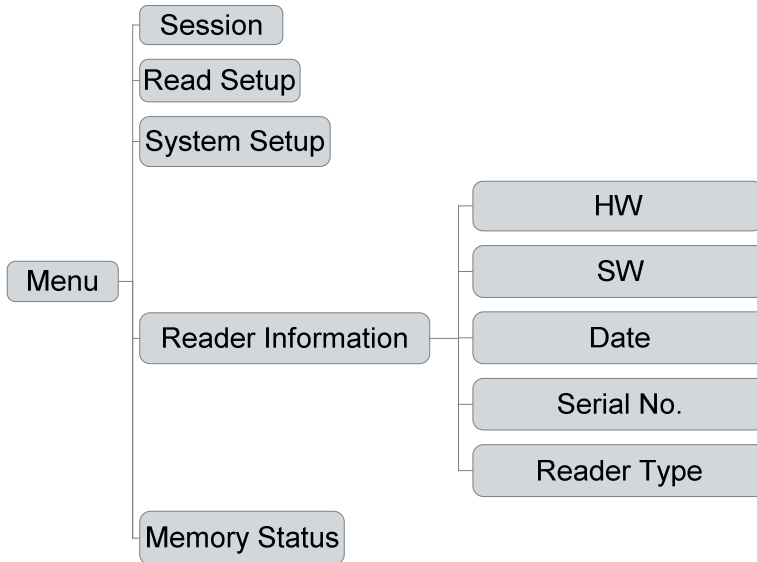 Session
Read Setup
System Setup
Menu
Reader Information
HW
SW
Date
Serial No.
Reader Type
Memory Status